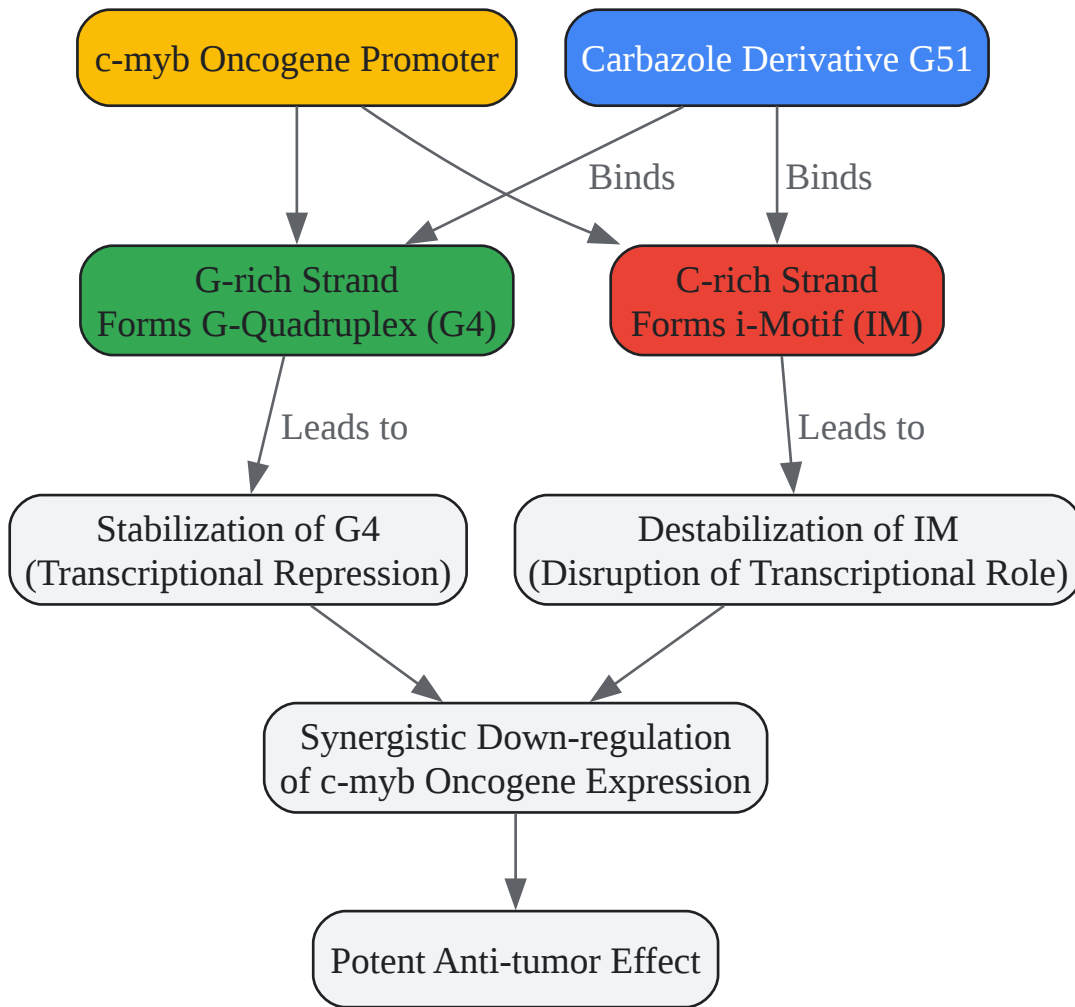 c-myb Oncogene Promoter
Carbazole Derivative G51
Binds
Binds
G-rich Strand
Forms G-Quadruplex (G4)
C-rich Strand
Forms i-Motif (IM)
Leads to
Leads to
Stabilization of G4
(Transcriptional Repression)
Destabilization of IM
(Disruption of Transcriptional Role)
Synergistic Down-regulation
of c-myb Oncogene Expression
Potent Anti-tumor Effect